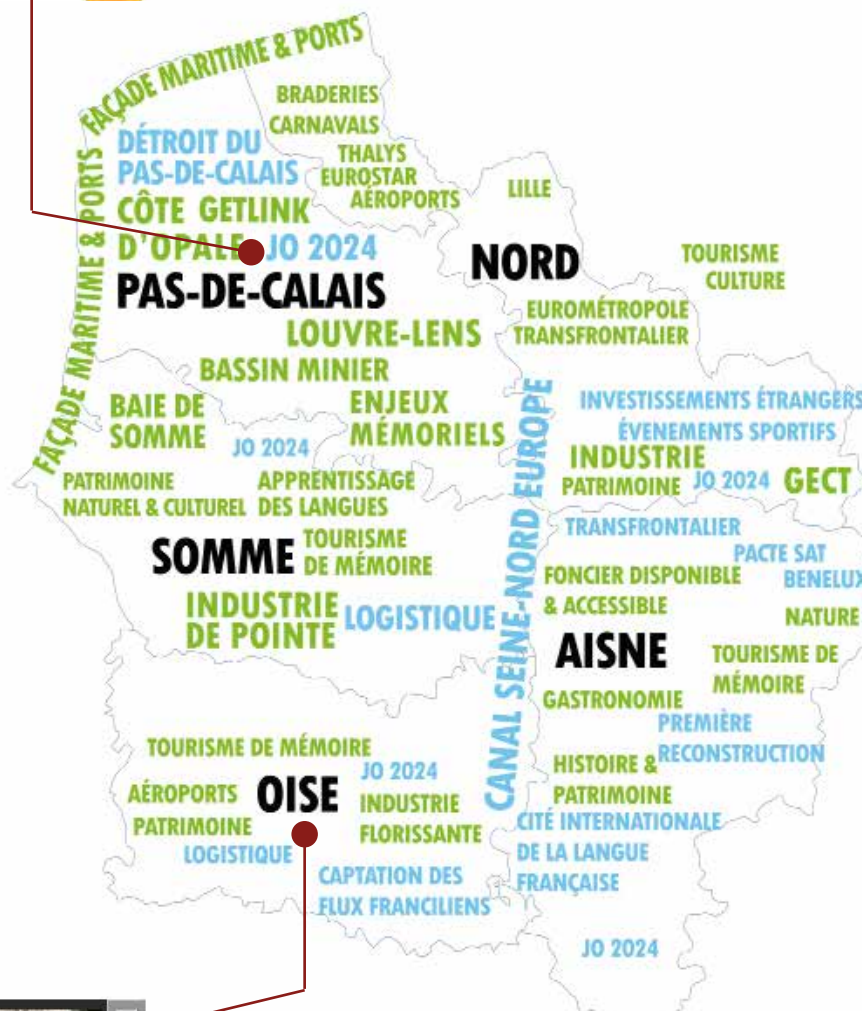 FAÇADE MARITIME & PORTS
FAÇADE MARITIME & PORTS
BRADERIES
CARNAVALS
THALYS
EUROSTAR
AÉROPORTS
DÉTROIT DU
PAS-DE-CALAIS
CÔTE GETLINK
D'OPALE JO 2024
PAS-DE-CALAIS
LOUVRE-LENS
BASSIN MINIER
ENJEUX
MÉMORIELS
LILLE
NORD
TOURISME
CULTURE
EUROMÉTROPOLE
TRANSFRONTALIER
INVESTISSEMENTS ÉTRANGERS
ÉVENEMENTS SPORTIFS
INDUSTRIE
PATRIMOINE JO 2024 GECT
BAIE DE
SOMME
JO 2024
PATRIMOINE
NATUREL & CULTUREL
APPRENTISSAGE
DES LANGUES
SOMME
TOURISME
DE MÉMOIRE
INDUSTRIE
DE POINTE
LOGISTIQUE
CANAL SEINE-NORD EUROPE
TRANSFRONTALIER
PACTE SAT
BENELUX
FONCIER DISPONIBLE
& ACCESSIBLE
NATURE
AISNE
TOURISME DE
MÉMOIRE
GASTRONOMIE
PREMIÈRE
RECONSTRUCTION
HISTOIRE &
PATRIMOINE
CITÉ INTERNATIONALE
DE LA LANGUE
FRANÇAISE
JO 2024
TOURISME DE MÉMOIRE
JO 2024
AÉROPORTS
OISE
INDUSTRIE
FLORISSANTE
PATRIMOINE
LOGISTIQUE
CAPTATION DES
FLUX FRANCILIENS